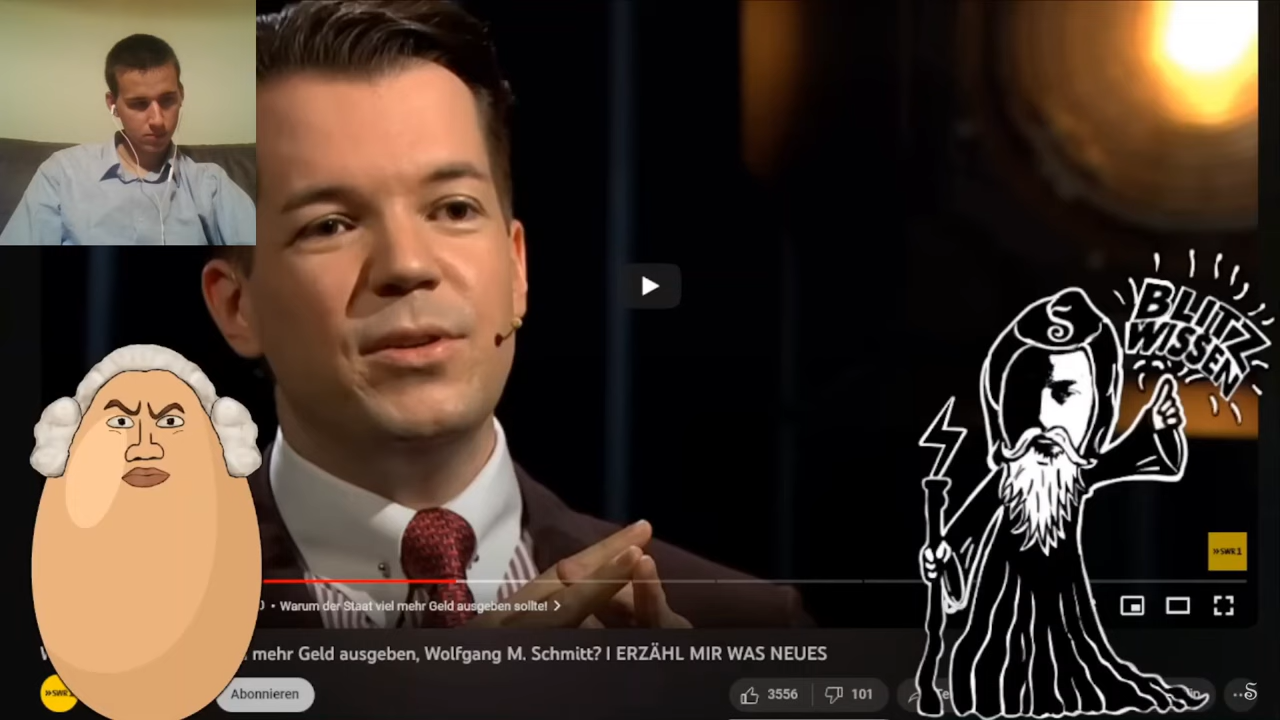 S
BLITZ
WISSEN
»SWR1
• Warum der Staat viel mehr Geld ausgeben sollte! >
mehr Geld ausgeben, Wolfgang M. Schmitt? I ERZÄHL MIR WAS NEUES
»SWR1
Abonnieren
3556
101
S